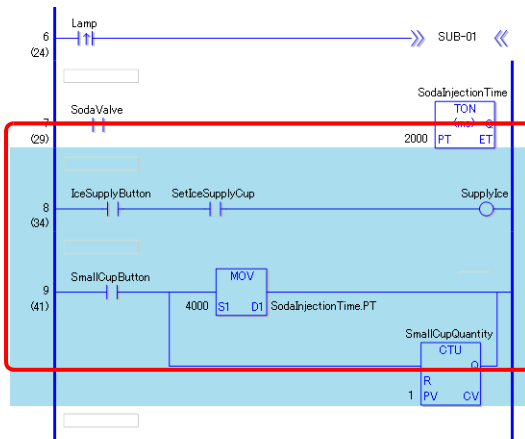 Lamp
6
(24)
SUB-01
SodaInjectionTime
SodaValve
TON
7
(ms) Q
(29)
2000 PT ET
IceSupplyButton SetIceSupplyCup SupplyIce
8
(34)
SmallCupButton
MOV
9
(41)
4000 S1 D1 SodaInjectionTime.PT
SmallCupQuantity
CTU
Q
R
1 PV CV